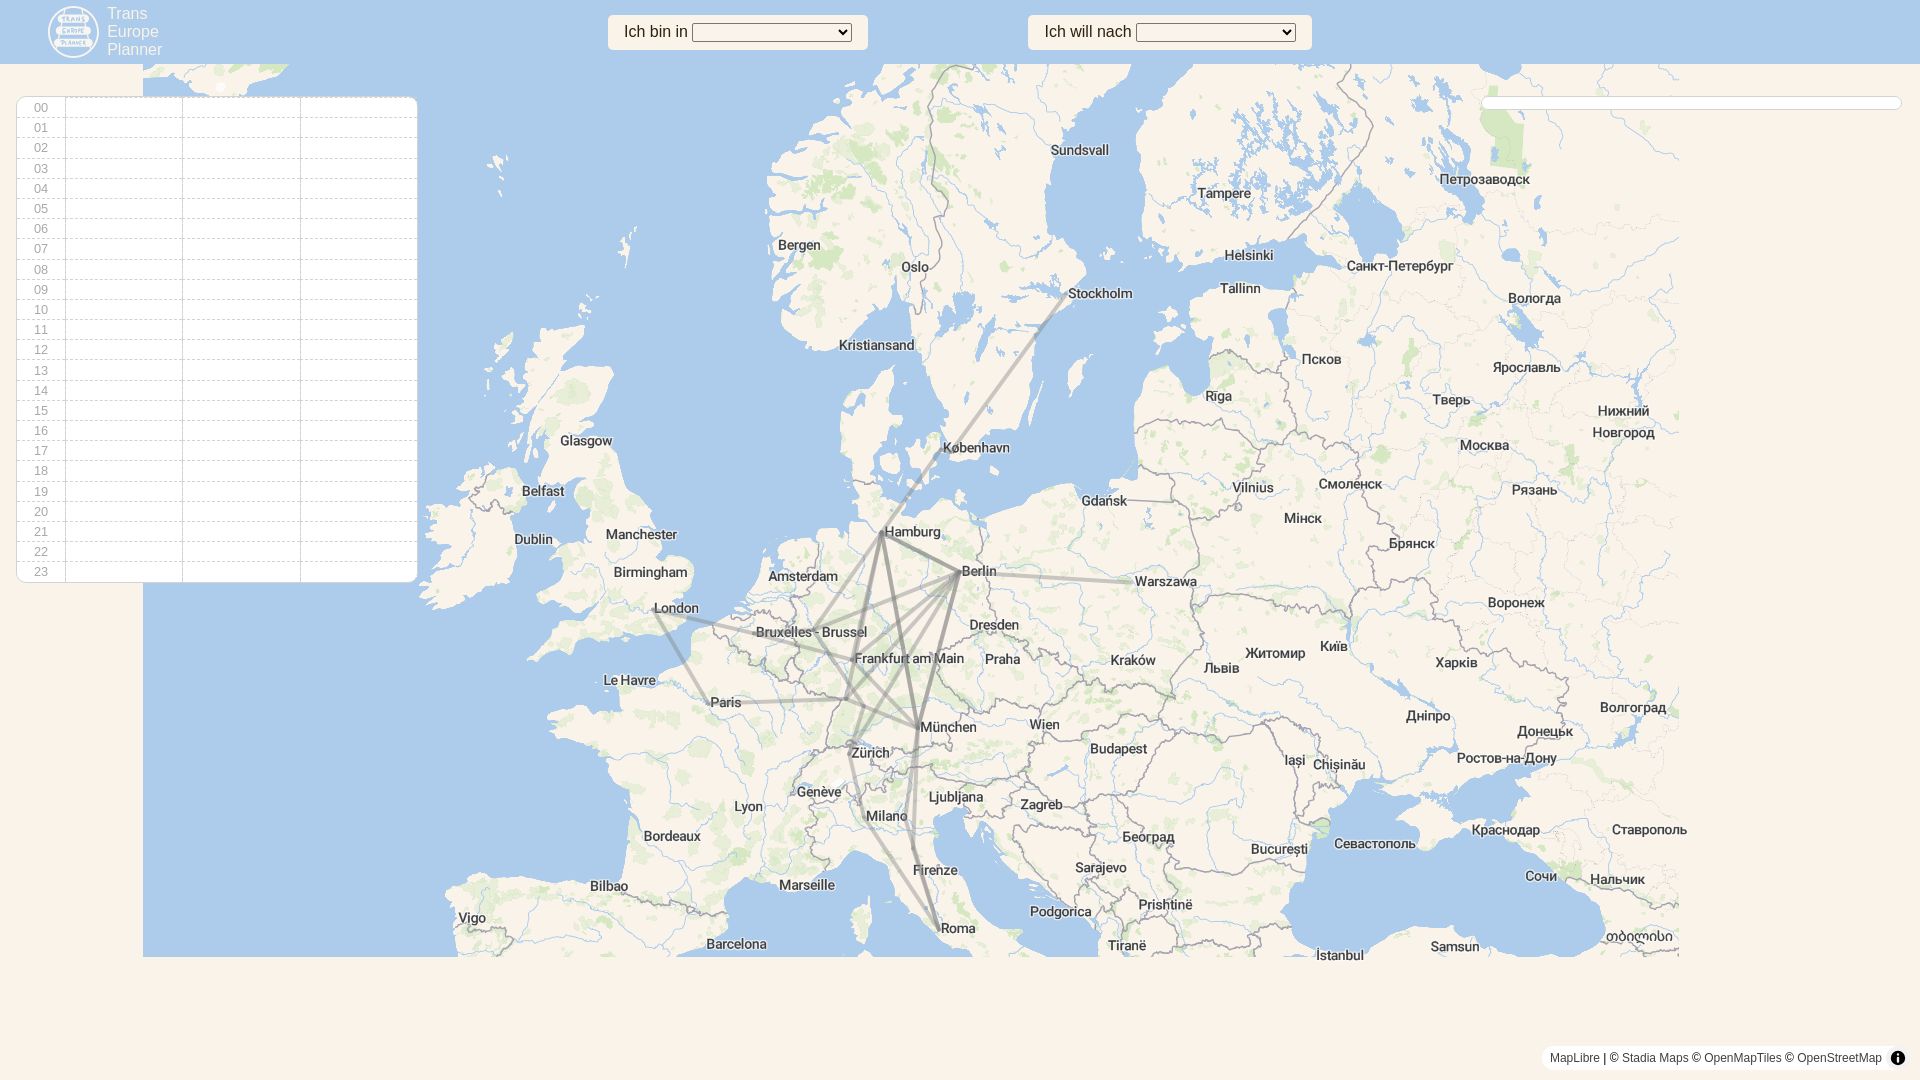 TRANS
EUROPE
PLANNER
Trans
Europe
Planner
Ich bin in
Ich will nach
00
01
02
03
04
05
06
07
08
09
10
11
12
13
14
15
16
17
18
19
20
21
22
23
Sundsvall
Петрозаводск
Tampere
Bergen
Helsinki
Oslo
Санкт-Петербург
Tallinn
Stockholm
Вологда
Kristiansand
Псков
Ярославль
Rīga
Тверь
Нижний
Новгород
Glasgow
København
Москва
Смоленск
Vilnius
Рязань
Belfast
Gdańsk
Мінск
Hamburg
Manchester
Dublin
Брянск
Berlin
Birmingham
Amsterdam
Warszawa
Воронеж
London
Dresden
Bruxelles - Brussel
Київ
Житомир
Frankfurt am Main
Praha
Kraków
Харків
Львів
Le Havre
Paris
Волгоград
Дніпро
Wien
München
Донецьк
Budapest
Zürich
Ростов-на-Дону
Iași
Chișinău
Genève
Ljubljana
Zagreb
Lyon
Milano
Краснодар
Ставрополь
Bordeaux
Београд
Севастополь
București
Sarajevo
Firenze
Сочи
Нальчик
Marseille
Bilbao
Prishtinë
Podgorica
Vigo
Roma
თბილისი
Barcelona
Tiranë
Samsun
İstanbul
MapLibre | © Stadia Maps © OpenMapTiles © OpenStreetMap